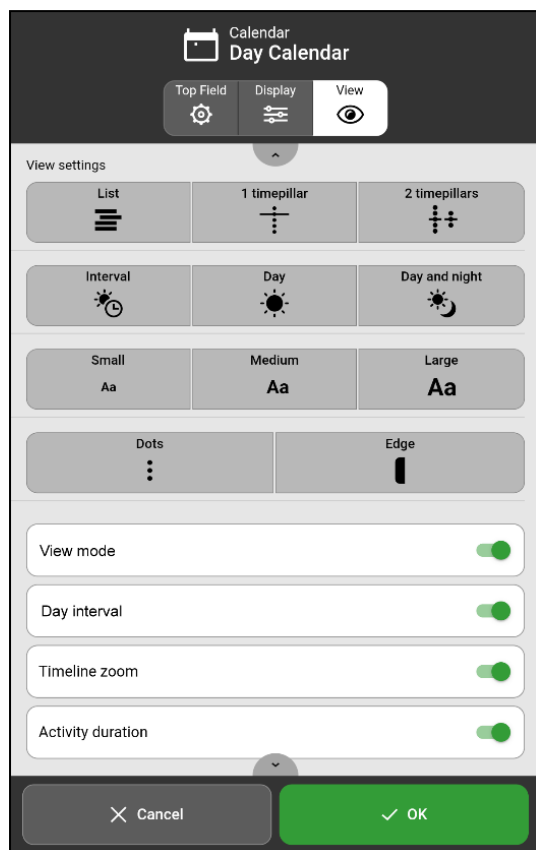 Calendar
Day Calendar
Top Field Display View
View settings
List 1 timepillar 2 timepillars
Interval Day Day and night
Small Medium Large
Aa Aa Aa
Dots Edge
View mode
Day interval
Timeline zoom
Activity duration
Cancel OK